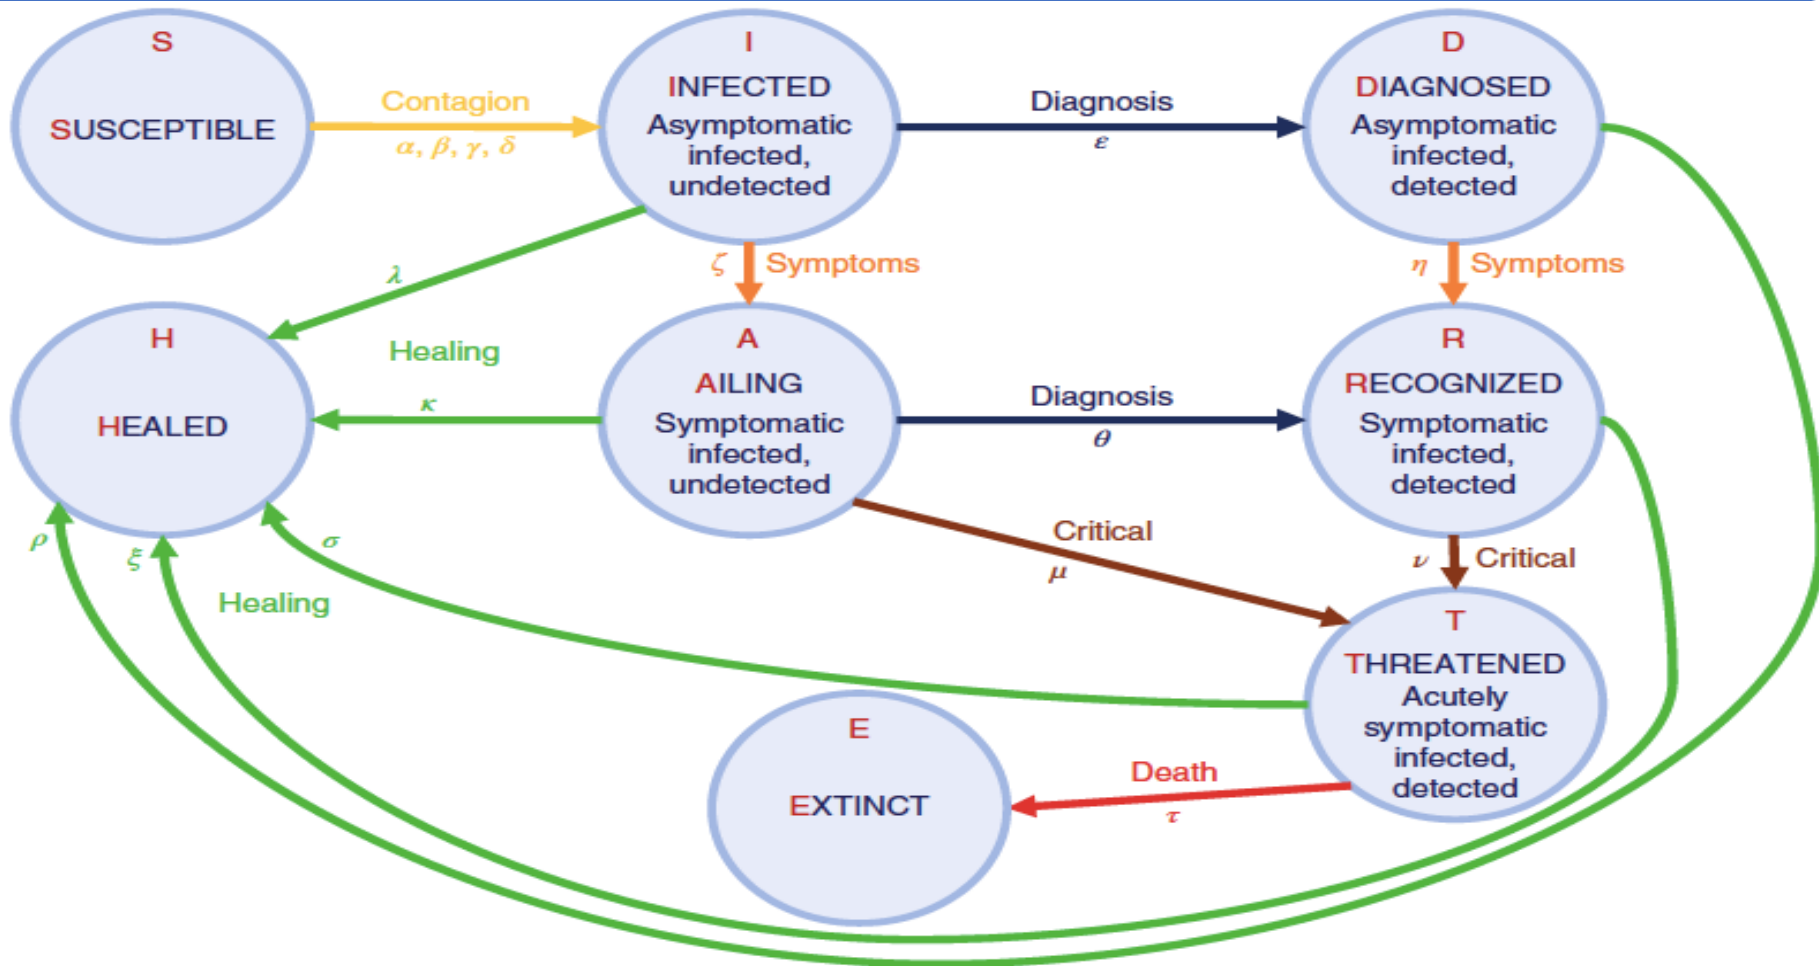 S
SUSCEPTIBLE
Contagion
α, β, γ, δ
I
INFECTED
Asymptomatic
infected,
undetected
Diagnosis
ε
D
DIAGNOSED
Asymptomatic
infected,
detected
λ
ζ Symptoms
η Symptoms
H
HEALED
Healing
κ
A
AILING
Symptomatic
infected,
undetected
Diagnosis
θ
R
RECOGNIZED
Symptomatic
infected,
detected
ρ
ξ
σ
Healing
Critical
μ
ν Critical
T
THREATENED
Acutely
symptomatic
infected,
detected
E
EXTINCT
Death
τ